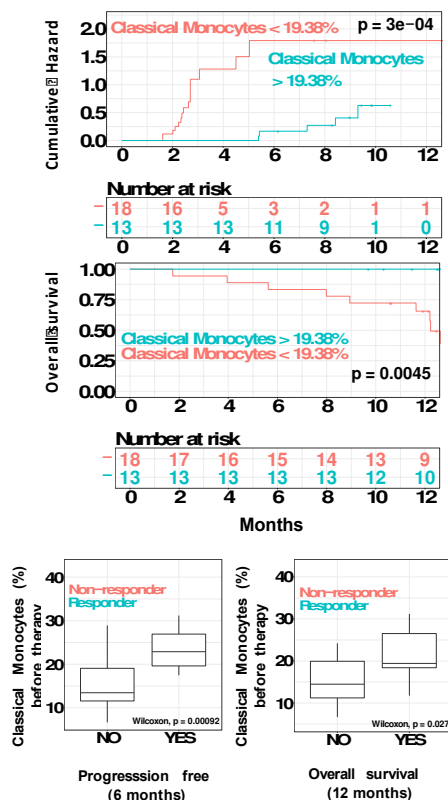 Classical Monocytes < 19.38%
p = 3e−04
Classical Monocytes
> 19.38%
Cumulative Hazard
2.0
1.5
1.0
0.5
0.0
0 2 4 6 8 10 12
Number at risk
18 16 5 3 2 1 1
13 13 13 11 9 1 0
0 2 4 6 8 10 12
Overall survival
1.00
0.75
0.50
0.25
0.00
Classical Monocytes > 19.38%
Classical Monocytes < 19.38%
p = 0.0045
0 2 4 6 8 10 12
Number at risk
18 17 16 15 14 13 9
13 13 13 13 13 12 10
0 2 4 6 8 10 12
Months
Classical Monocytes (%)
before therapy
40
30
20
10
Non−responder
Responder
Wilcoxon, p = 0.00092
NO YES
Progresssion free
(6 months)
Classical Monocytes (%)
before therapy
40
30
20
10
Non−responder
Responder
Wilcoxon, p = 0.027
NO YES
Overall survival
(12 months)